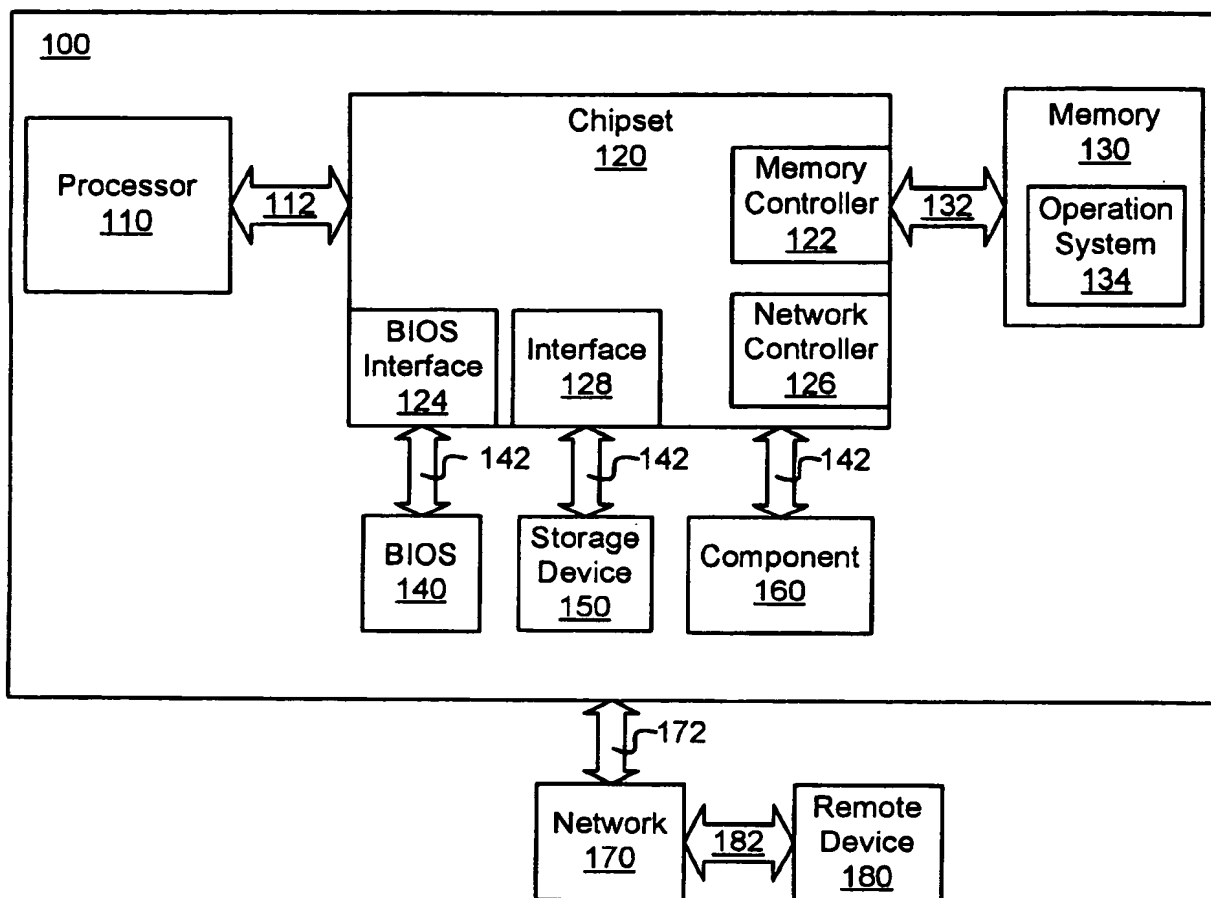 100
Processor
110
112
Chipset
120
Memory
Controller
122
132
Memory
130
Operation
System
134
BIOS
Interface
124
Interface
128
Network
Controller
126
142
142
142
BIOS
140
Storage
Device
150
Component
160
172
Network
170
182
Remote
Device
180